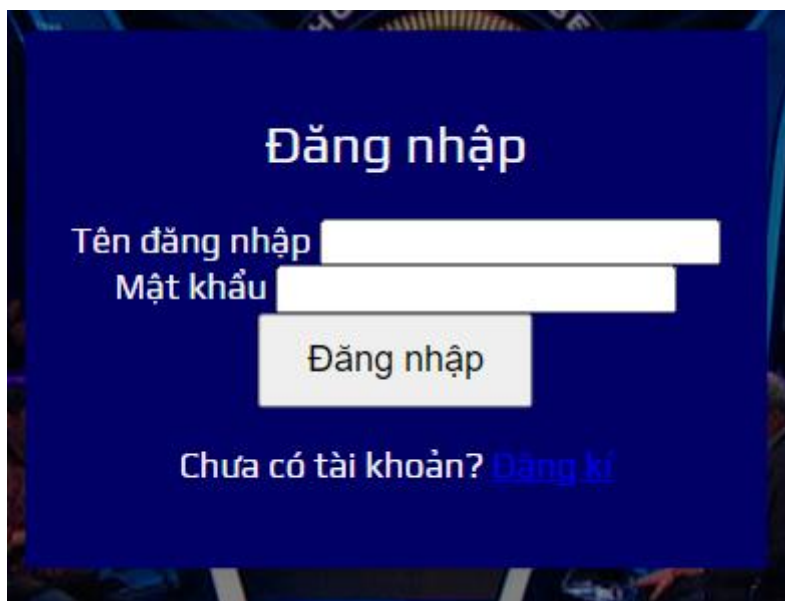 Đăng nhập
Tên đăng nhập
Mật khẩu
Đăng nhập
Chưa có tài khoản? Đăng kí